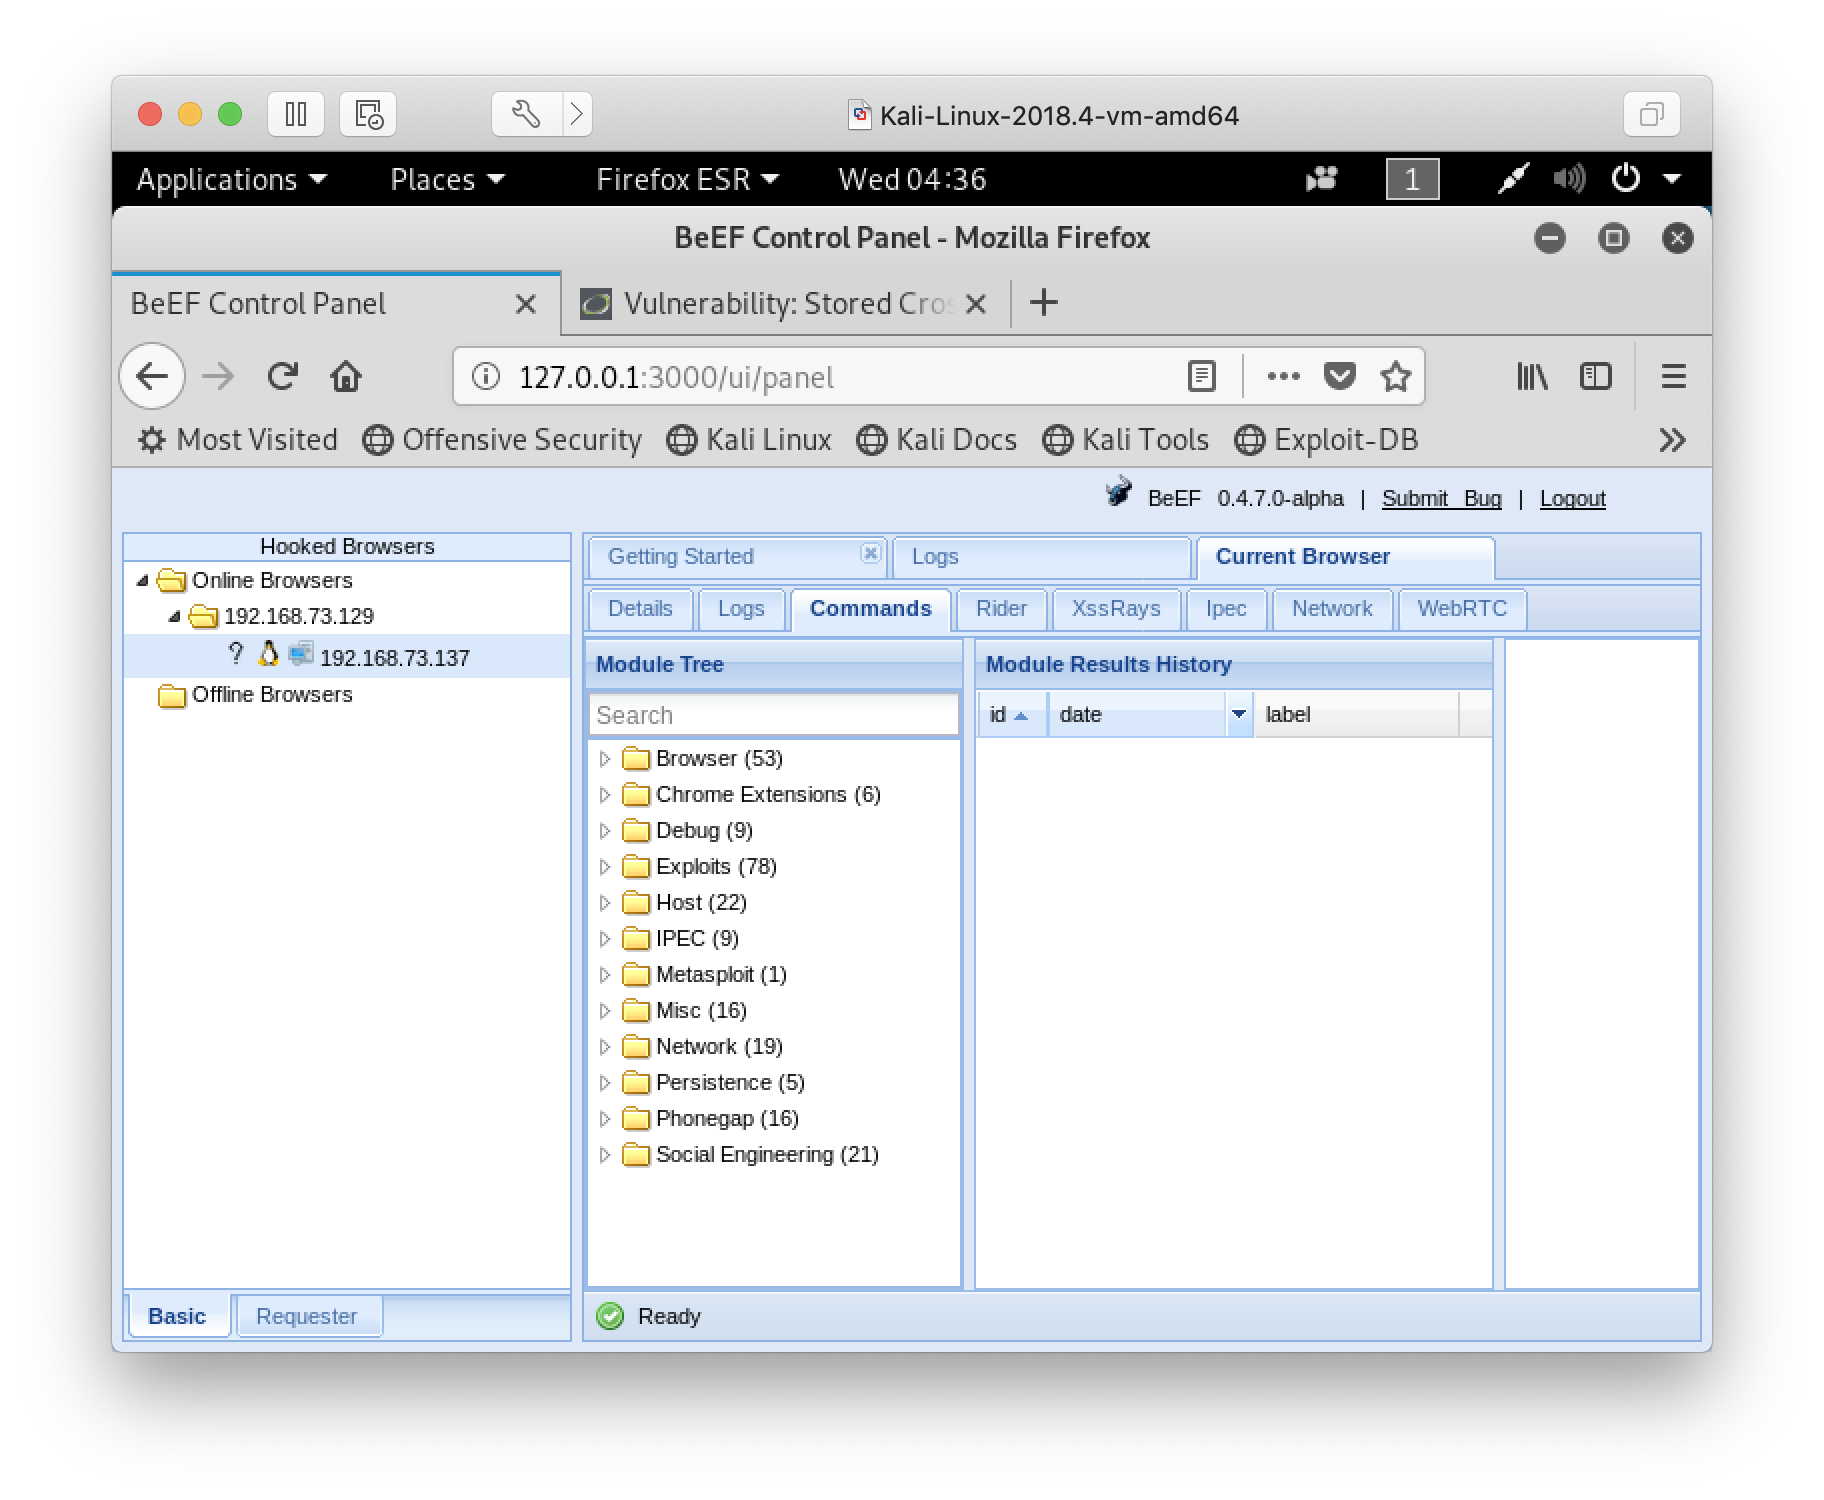 Kali-Linux-2018.4-vm-amd64
Applications Places Firefox ESR Wed 04:36 1
BeEF Control Panel - Mozilla Firefox
BeEF Control Panel Vulnerability: Stored Cros
127.0.0.1:3000/ui/panel
Most Visited Offensive Security Kali Linux Kali Docs Kali Tools Exploit-DB
BeEF 0.4.7.0-alpha | Submit Bug | Logout
Hooked Browsers
Online Browsers
192.168.73.129
? 192.168.73.137
Offline Browsers
Basic Requester
Getting Started Logs Current Browser
Details Logs Commands Rider XssRays Ipec Network WebRTC
Module Tree
Search
Browser (53)
Chrome Extensions (6)
Debug (9)
Exploits (78)
Host (22)
IPEC (9)
Metasploit (1)
Misc (16)
Network (19)
Persistence (5)
Phonegap (16)
Social Engineering (21)
Module Results History
id date label
Ready